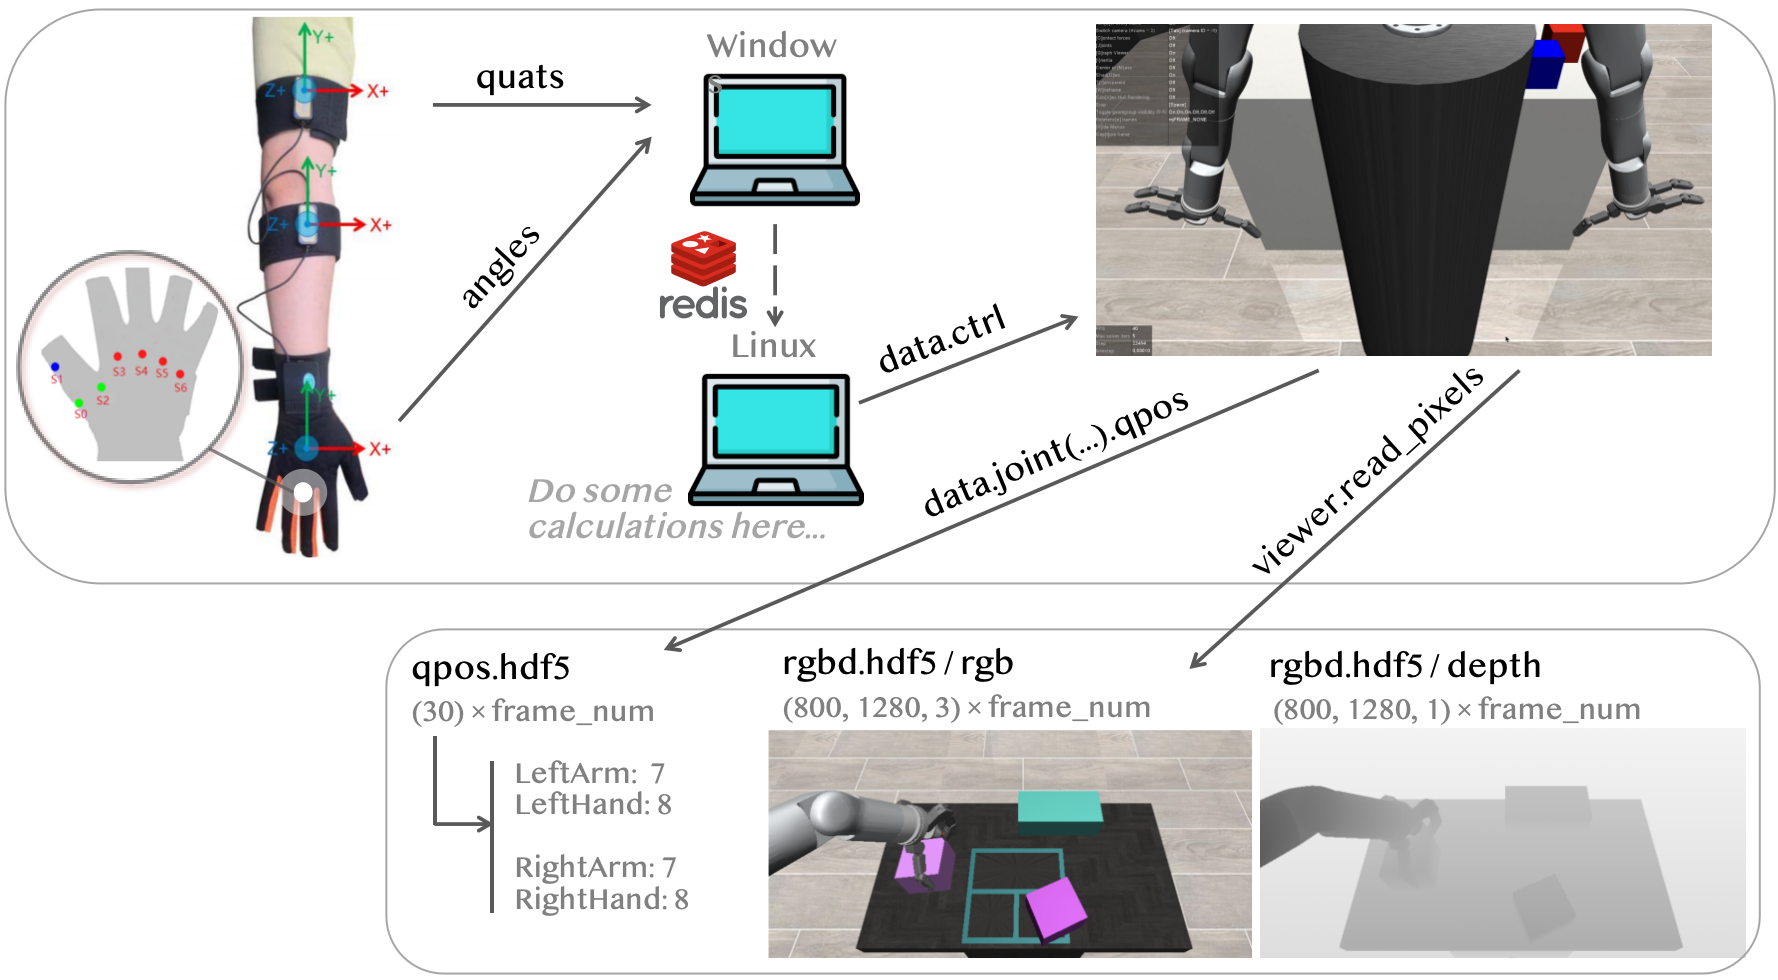 Y+
Z+
X+
Y+
Z+
X+
Y+
Z+
X+
S1
S0
S2
S3
S4
S5
S6
quats
angles
Window
S
redis
Linux
Do some
calculations here...
data.ctrl
data.joint(...).qpos
viewer.read_pixels
qpos.hdf5
(30) × frame_num
LeftArm: 7
LeftHand: 8
RightArm: 7
RightHand: 8
rgbd.hdf5 / rgb
(800, 1280, 3) × frame_num
rgbd.hdf5 / depth
(800, 1280, 1) × frame_num